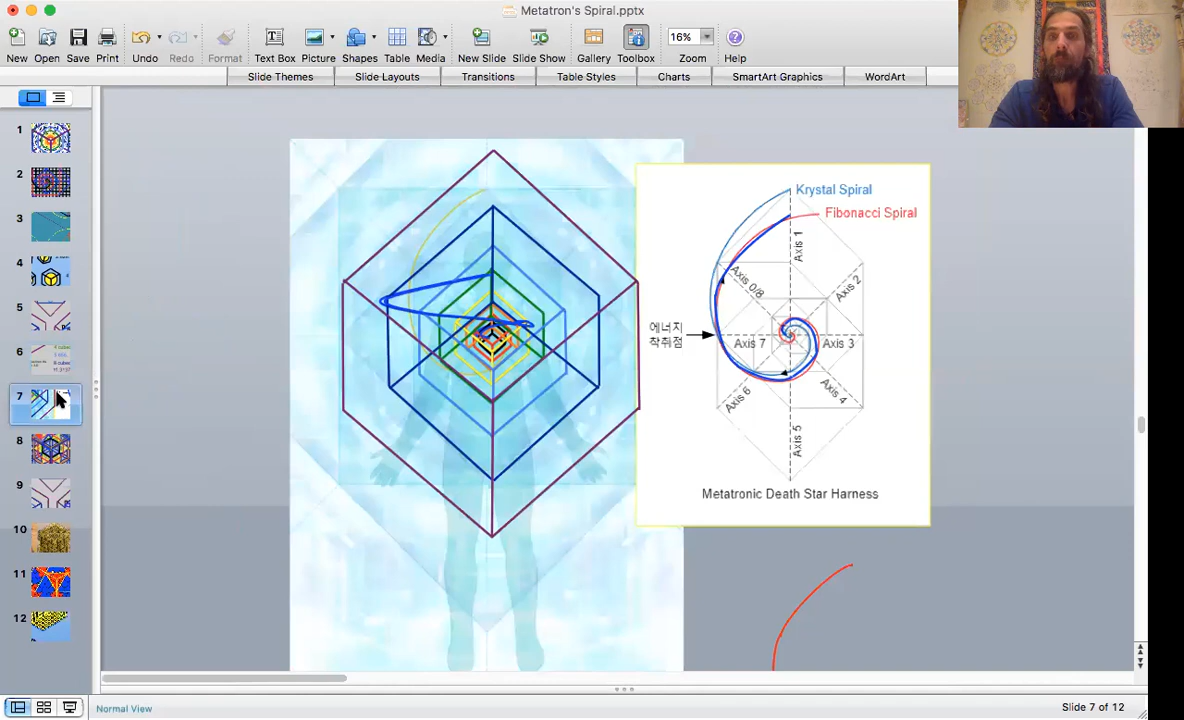 Metatron's Spiral.pptx
New Open Save Print Undo Redo Format Text Box Picture Shapes Table Media New Slide Slide Show Gallery Toolbox Zoom Help
16%
Slide Themes Slide Layouts Transitions Table Styles Charts SmartArt Graphics WordArt
1
2
3
4
5
6
7
8
9
10
11
12
Krystal Spiral
Fibonacci Spiral
Axis 1
Axis 0/8
Axis 2
에너지
착취점
Axis 7
Axis 3
Axis 6
Axis 4
Axis 5
Metatronic Death Star Harness
Normal View
Slide 7 of 12